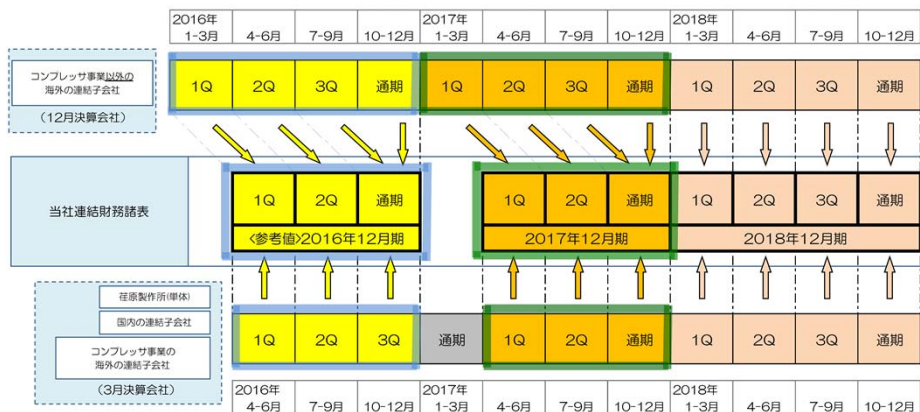 2016年 2017年 2018年
1-3月 4-6月 7-9月 10-12月 1-3月 4-6月 7-9月 10-12月 1-3月 4-6月 7-9月 10-12月
コンプレッサ事業以外の
海外の連結子会社
(12月決算会社)
1Q 2Q 3Q 通期 1Q 2Q 3Q 通期 1Q 2Q 3Q 通期
当社連結財務諸表
1Q 2Q 通期 1Q 2Q 通期 1Q 2Q 3Q 通期
<参考値>2016年12月期 2017年12月期 2018年12月期
荏原製作所(単体)
国内の連結子会社
コンプレッサ事業の
海外の連結子会社
(3月決算会社)
1Q 2Q 3Q 通期 1Q 2Q 通期 1Q 2Q 3Q 通期
2016年 2017年 2018年
4-6月 7-9月 10-12月 1-3月 4-6月 7-9月 10-12月 1-3月 4-6月 7-9月 10-12月